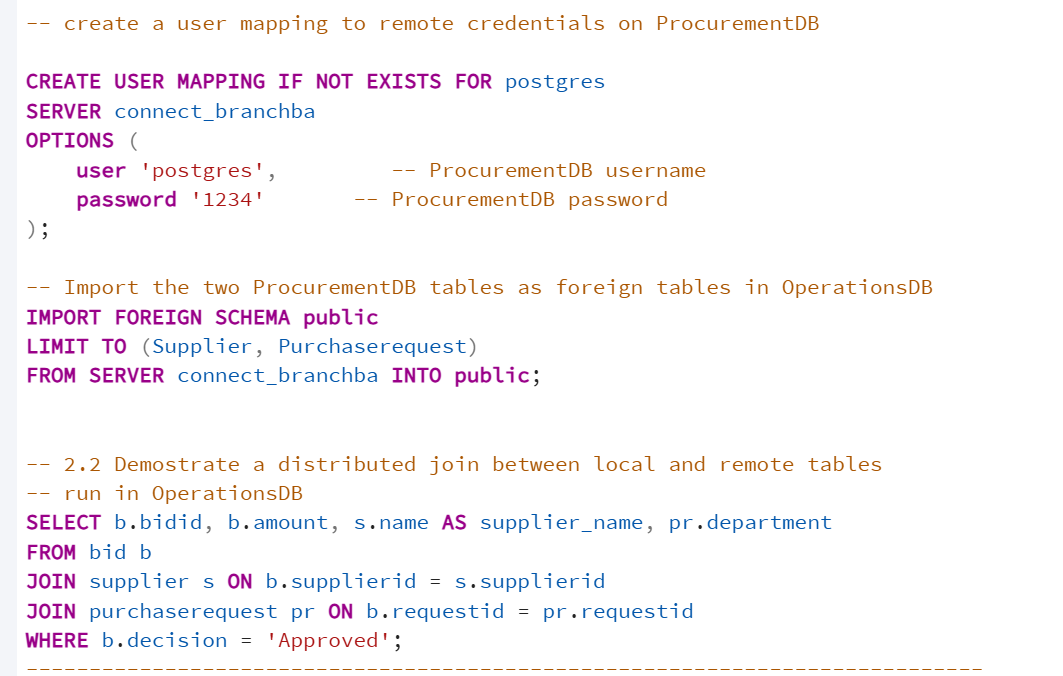 -- create a user mapping to remote credentials on ProcurementDB
CREATE USER MAPPING IF NOT EXISTS FOR postgres
SERVER connect_branchba
OPTIONS (
    user 'postgres',         -- ProcurementDB username
    password '1234'       -- ProcurementDB password
);
-- Import the two ProcurementDB tables as foreign tables in OperationsDB
IMPORT FOREIGN SCHEMA public
LIMIT TO (Supplier, Purchaserequest)
FROM SERVER connect_branchba INTO public;
-- 2.2 Demostrate a distributed join between local and remote tables
-- run in OperationsDB
SELECT b.bidid, b.amount, s.name AS supplier_name, pr.department
FROM bid b
JOIN supplier s ON b.supplierid = s.supplierid
JOIN purchaserequest pr ON b.requestid = pr.requestid
WHERE b.decision = 'Approved';
----------------------------------------------------------------------------